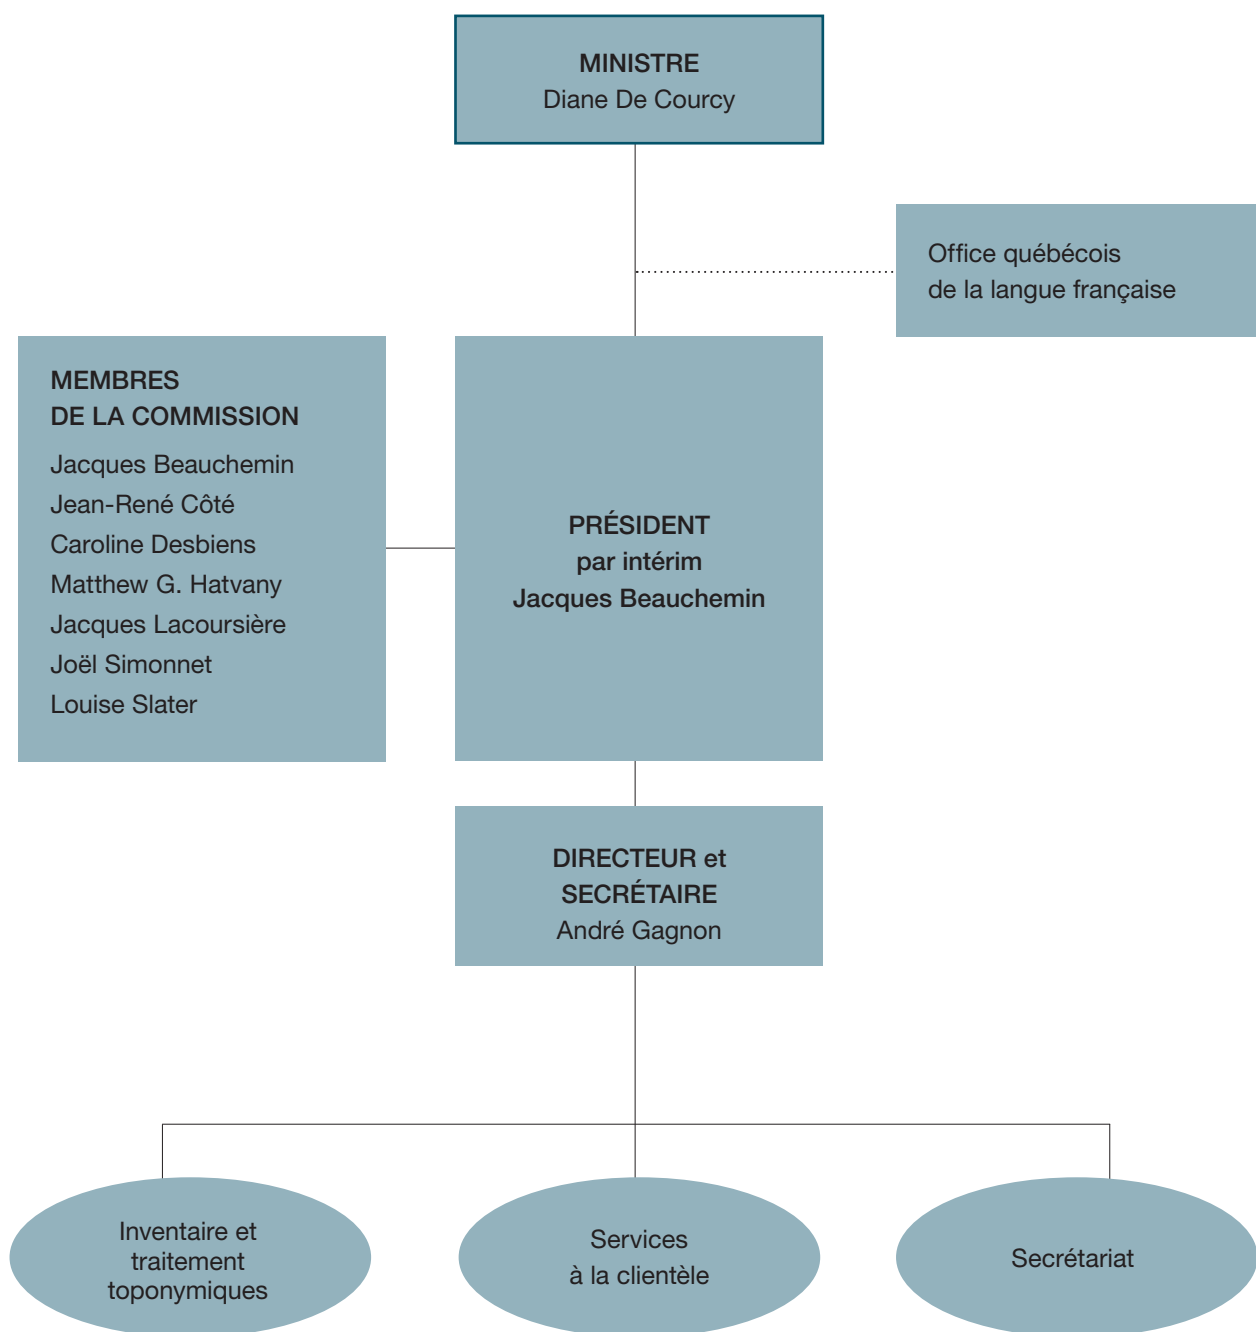 MINISTRE
Diane De Courcy
Office québécois
de la langue française
MEMBRES
DE LA COMMISSION
Jacques Beauchemin
Jean-René Côté
Caroline Desbiens
Matthew G. Hatvany
Jacques Lacoursière
Joël Simonnet
Louise Slater
PRÉSIDENT
par intérim
Jacques Beauchemin
DIRECTEUR et
SECRÉTAIRE
André Gagnon
Inventaire et
traitement
toponymiques
Services
à la clientèle
Secrétariat